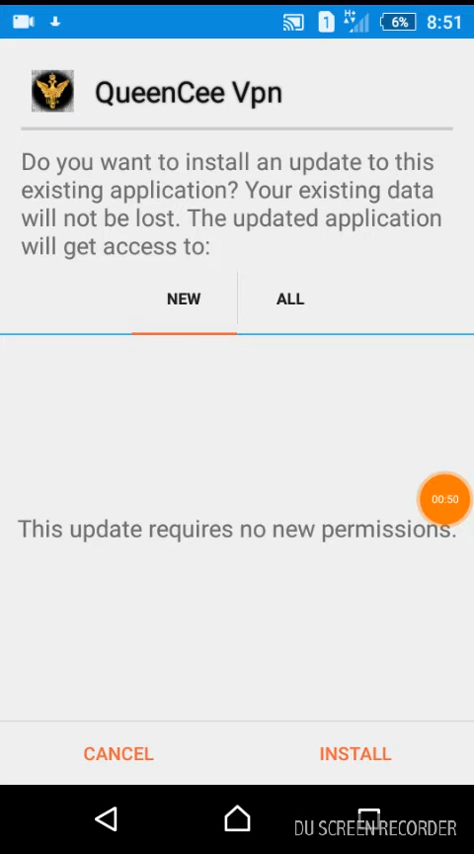 1
H+
6%
8:51
QueenCee Vpn
Do you want to install an update to this
existing application? Your existing data
will not be lost. The updated application
will get access to:
NEW
ALL
00:50
This update requires no new permissions.
CANCEL
INSTALL
DU SCREEN RECORDER